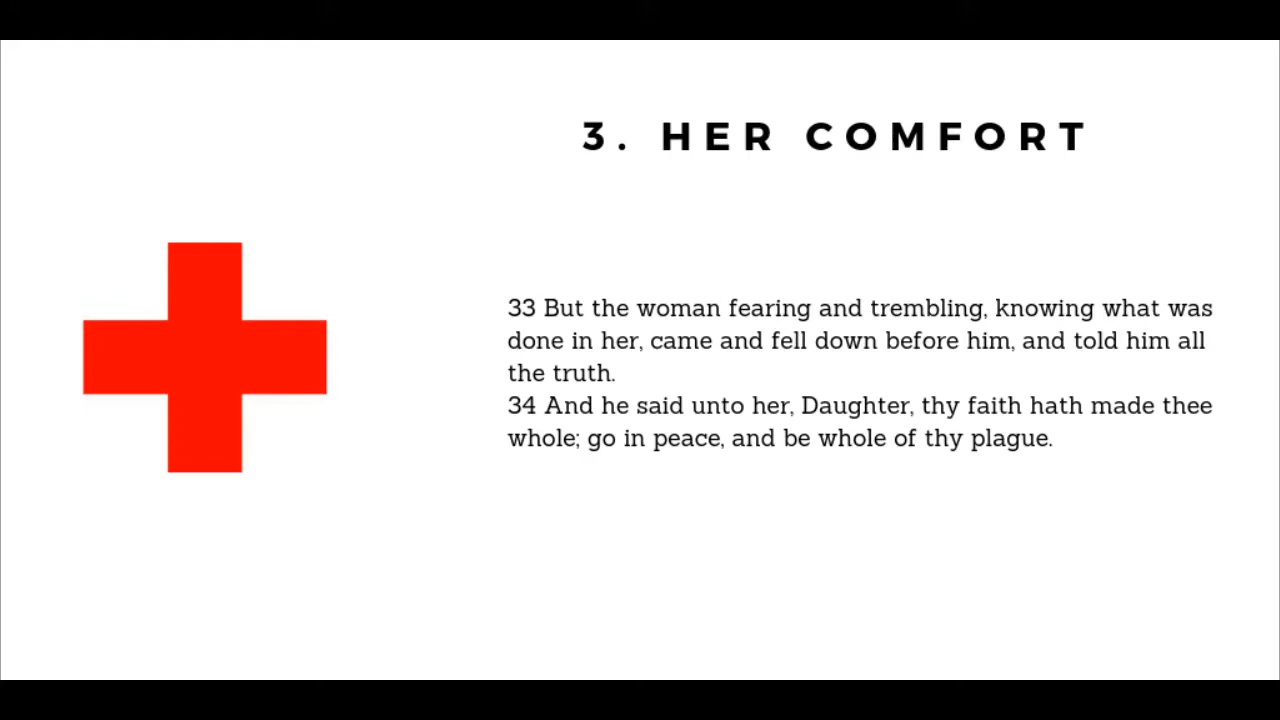 3. HER COMFORT
33 But the woman fearing and trembling, knowing what was
done in her, came and fell down before him, and told him all
the truth.
34 And he said unto her, Daughter, thy faith hath made thee
whole; go in peace, and be whole of thy plague.